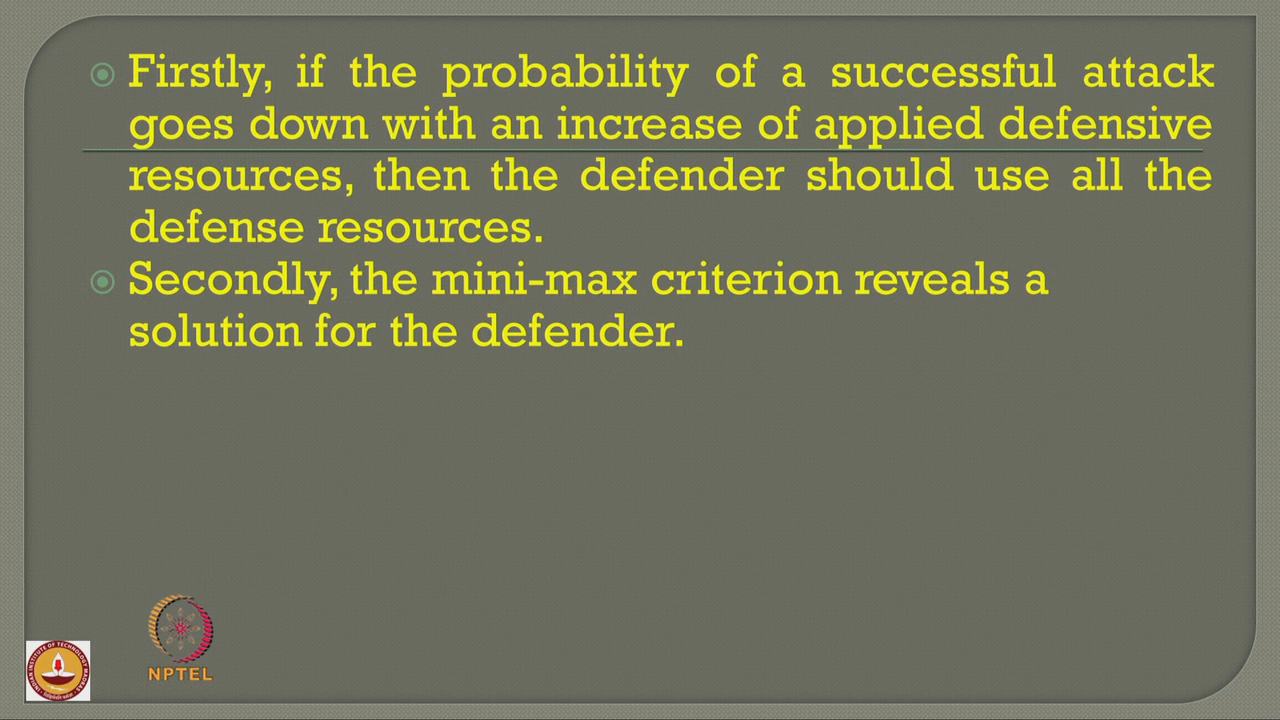 Firstly, if the probability of a successful attack
goes down with an increase of applied defensive
resources, then the defender should use all the
defense resources.
Secondly, the mini-max criterion reveals a
solution for the defender.
NPTEL